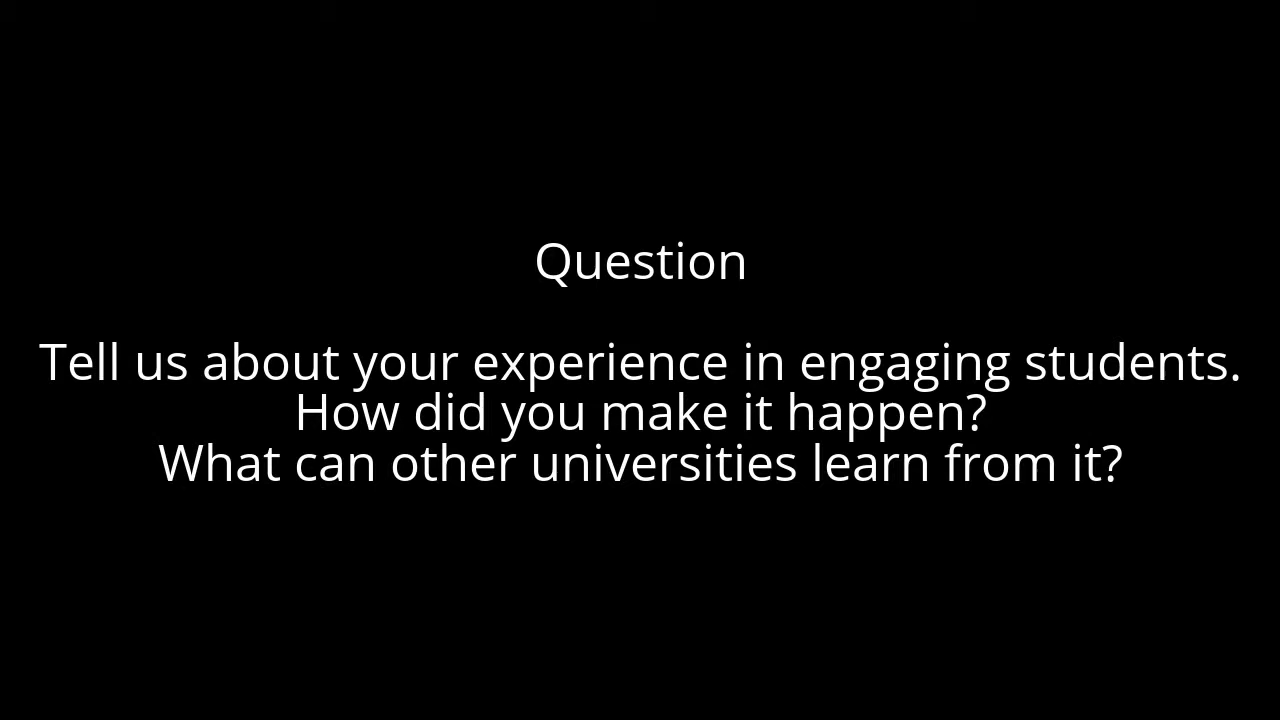 Question
Tell us about your experience in engaging students.
How did you make it happen?
What can other universities learn from it?